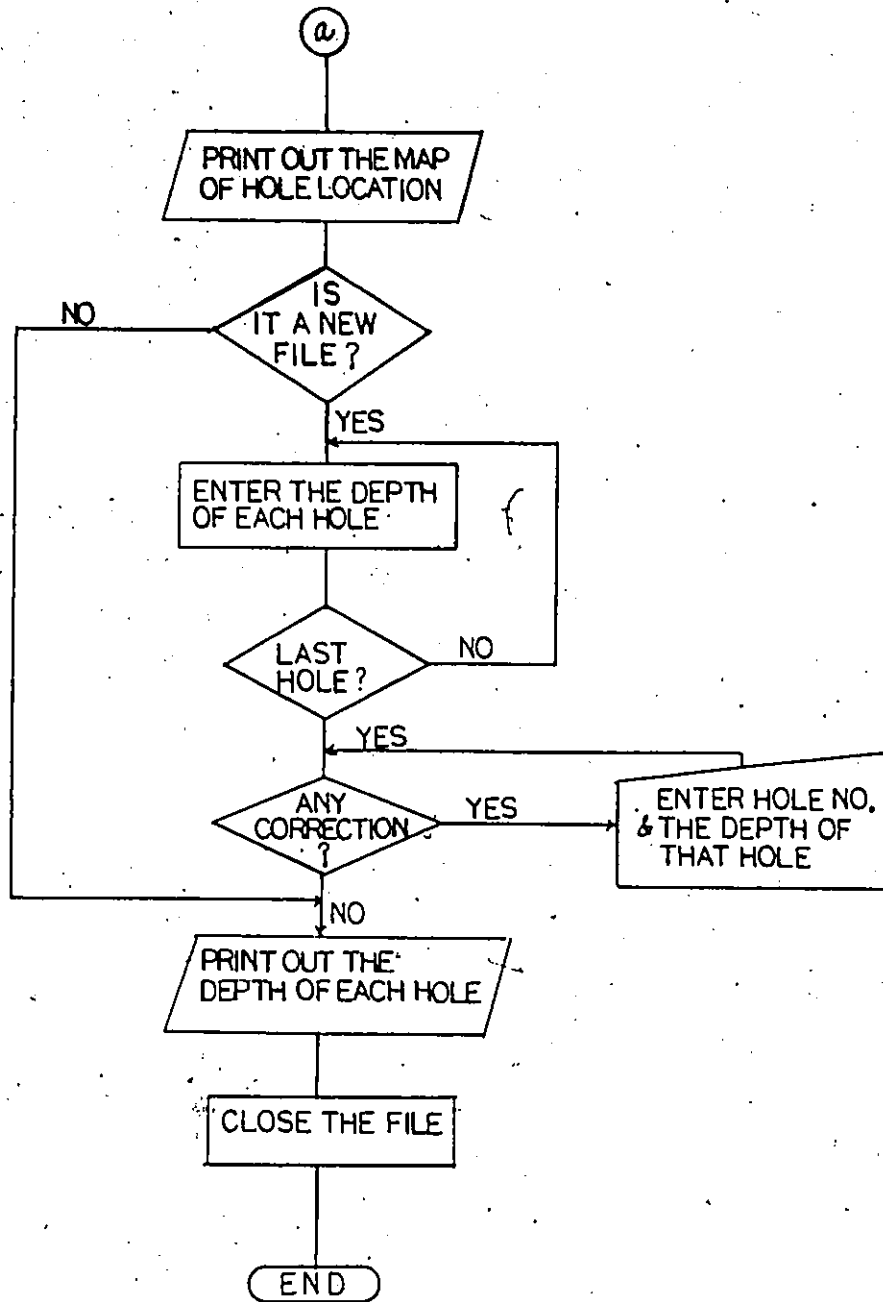 a
PRINT OUT THE MAP
OF HOLE LOCATION
IS
IT A NEW
FILE?
NO
YES
ENTER THE DEPTH
OF EACH HOLE
LAST
HOLE?
NO
YES
ANY
CORRECTION
?
YES
ENTER HOLE NO.
& THE DEPTH OF
THAT HOLE
NO
PRINT OUT THE
DEPTH OF EACH HOLE
CLOSE THE FILE
END